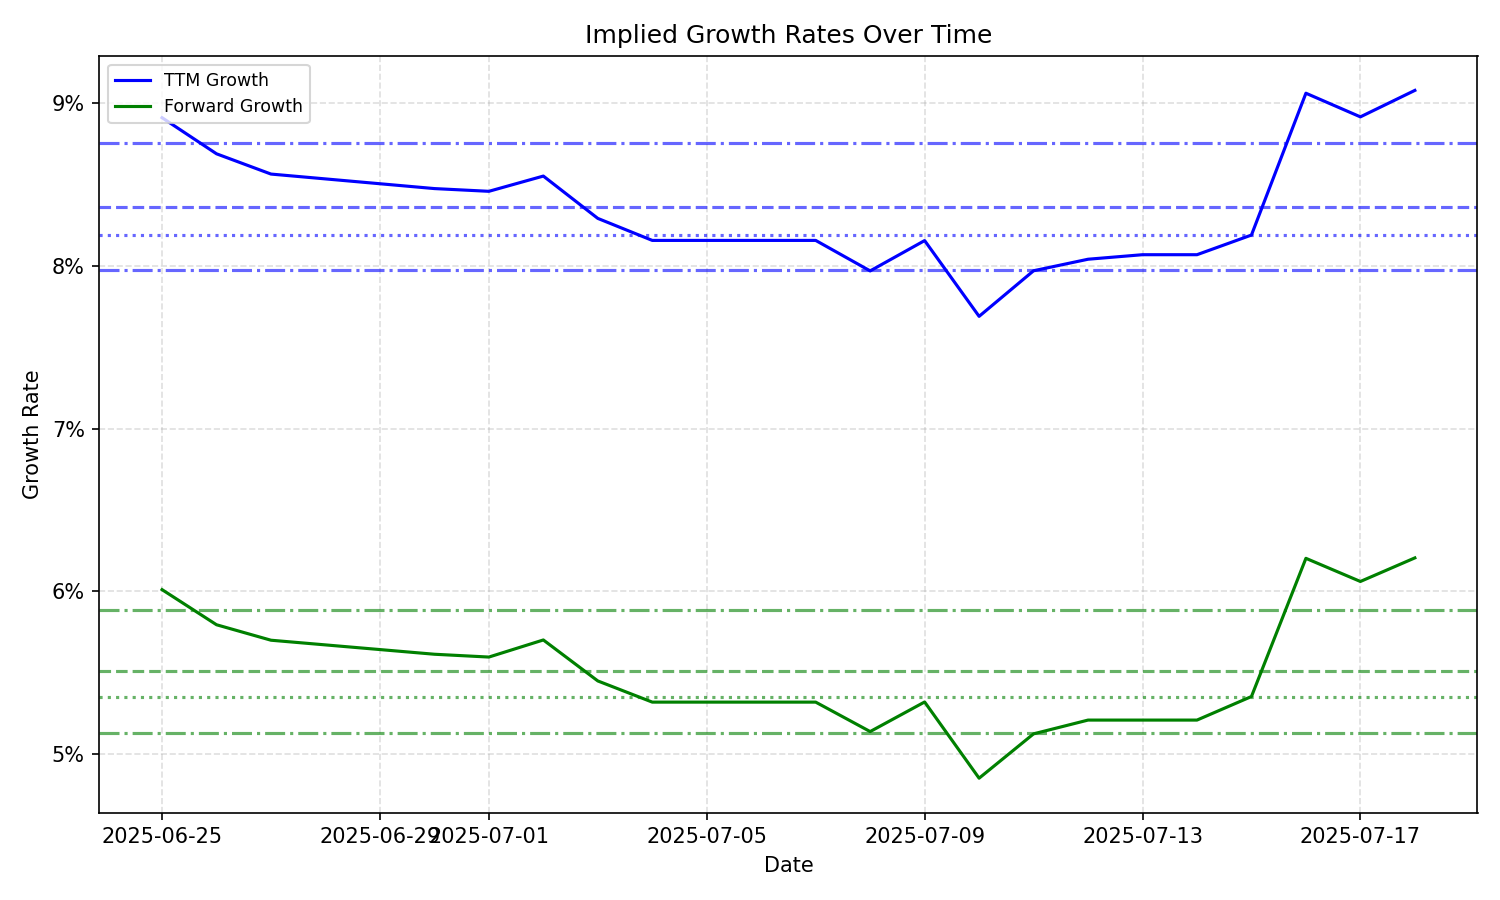 Implied Growth Rates Over Time
TTM Growth
Forward Growth
9%
8%
7%
6%
5%
Growth Rate
2025-06-25
2025-06-29
2025-07-01
2025-07-05
2025-07-09
2025-07-13
2025-07-17
Date